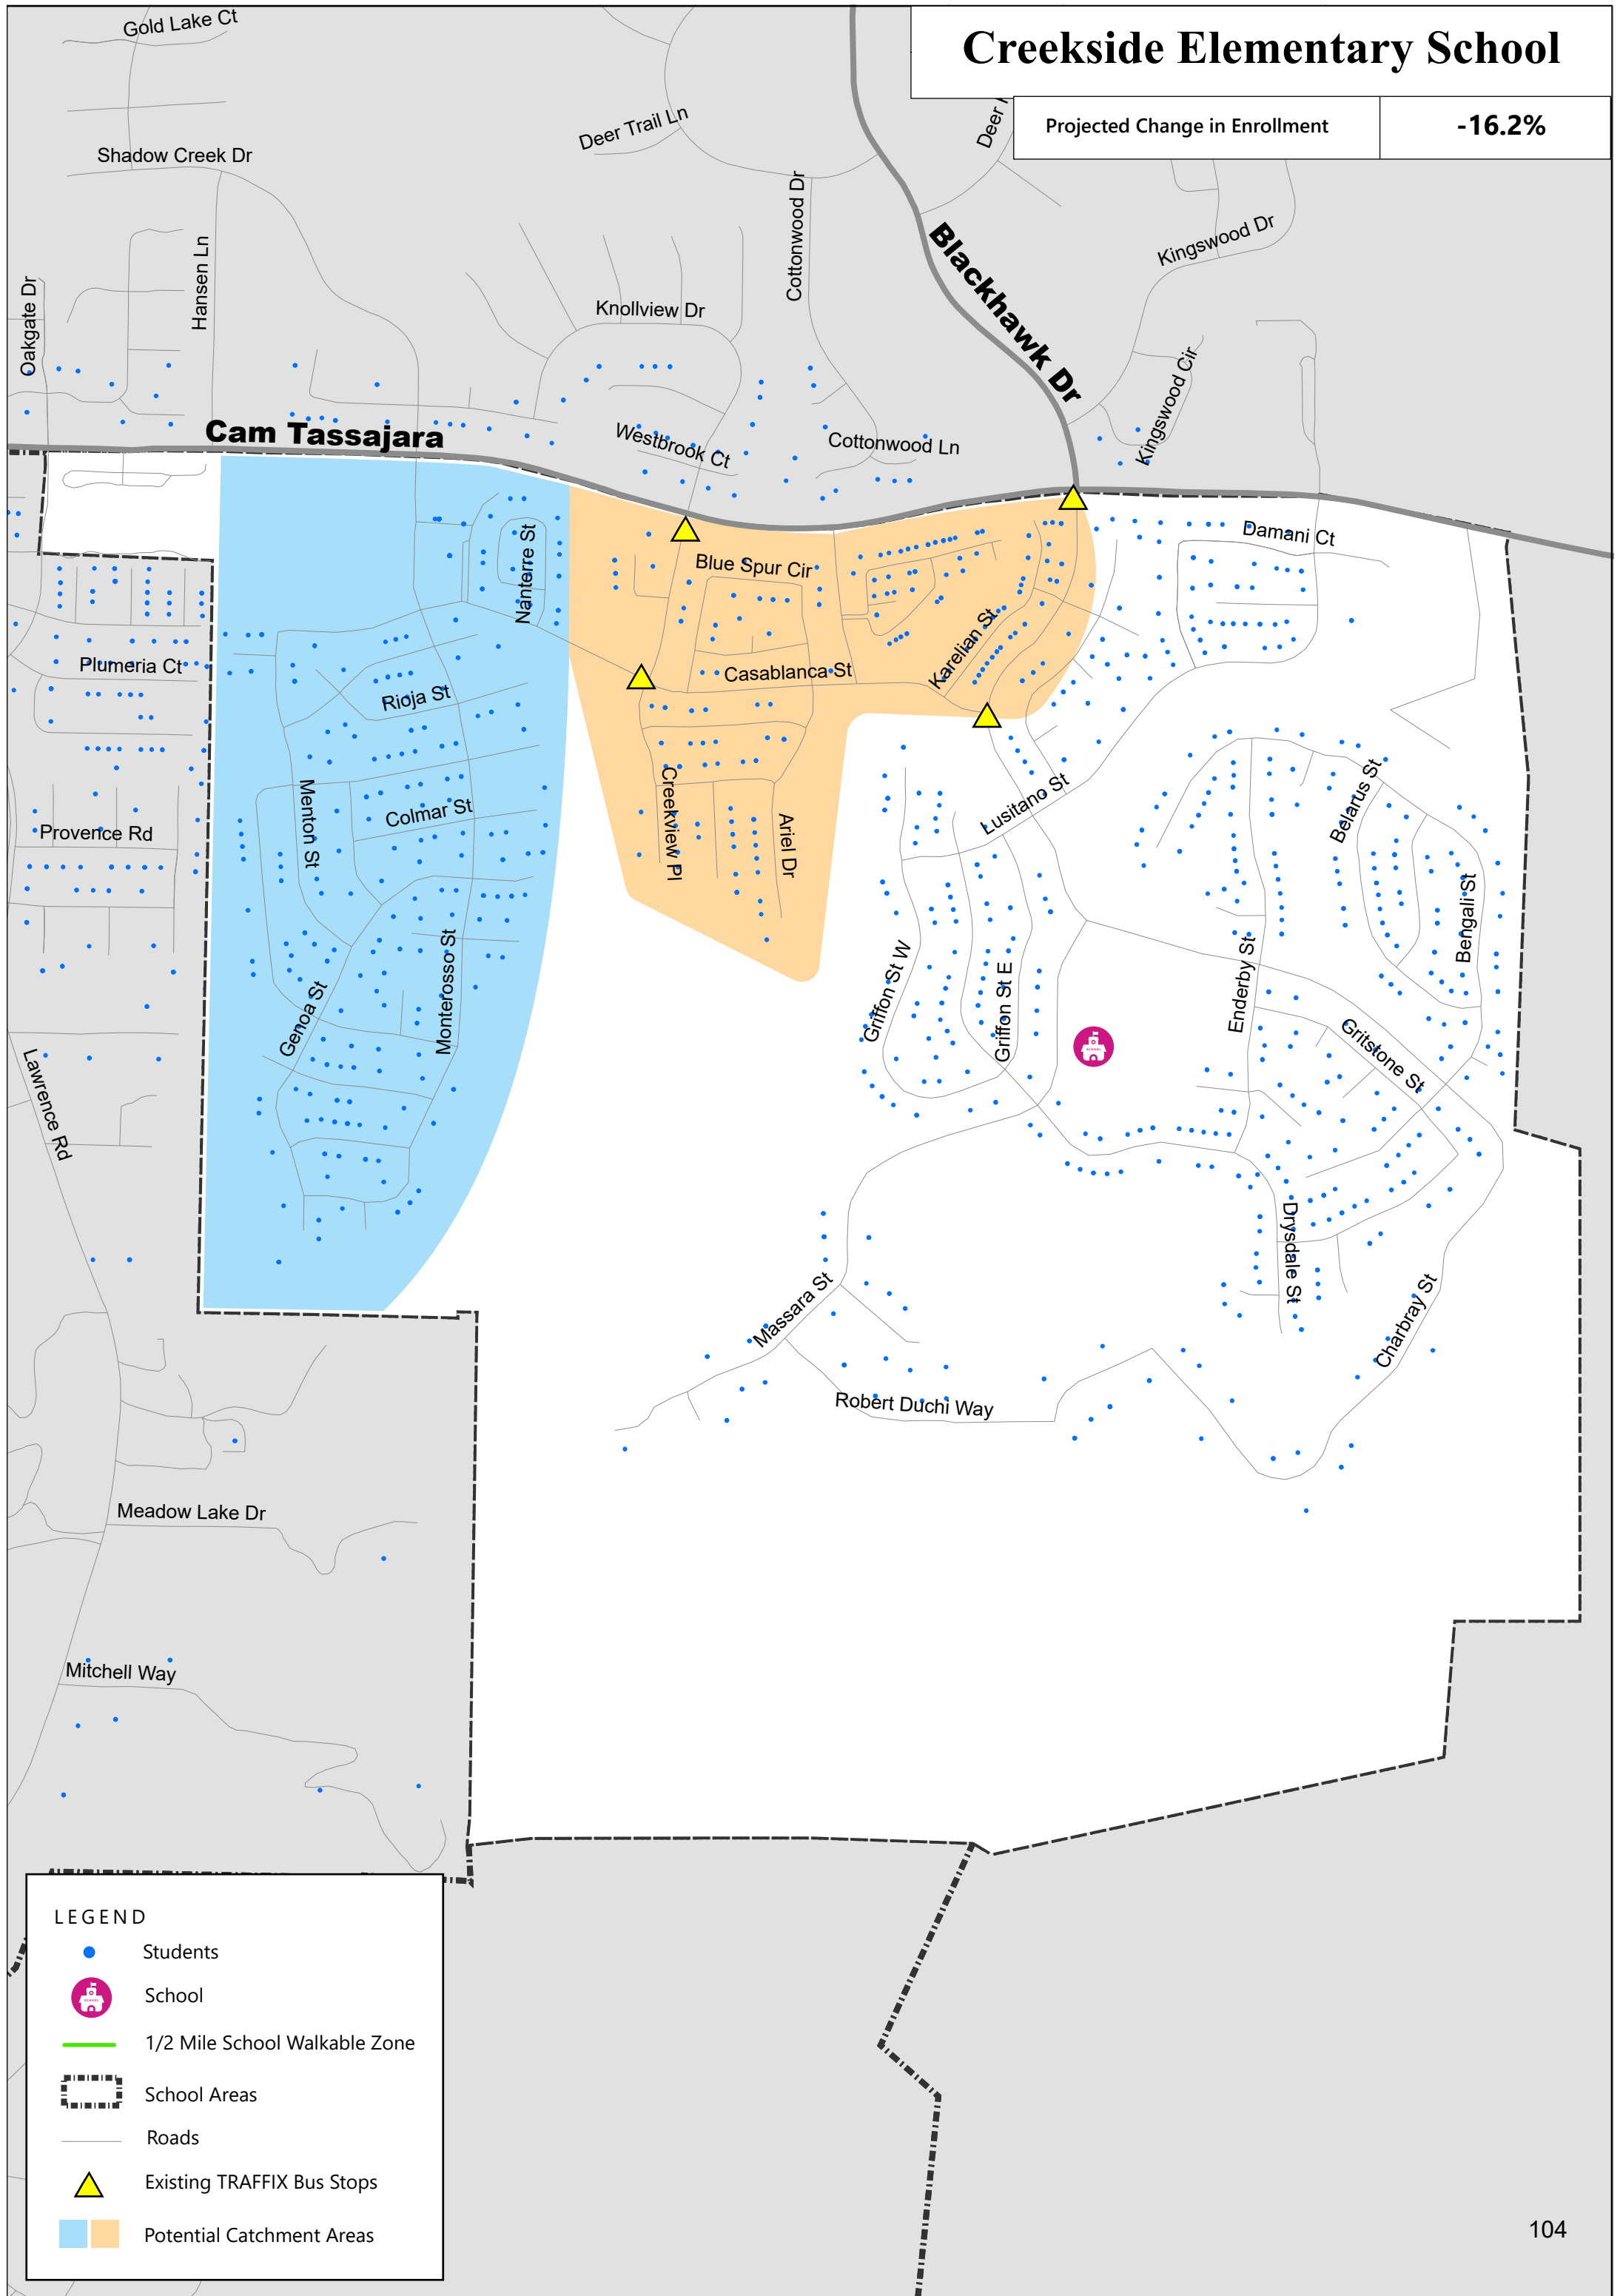 Creekside Elementary School
Projected Change in Enrollment
-16.2%
Gold Lake Ct
Shadow Creek Dr
Deer Trail Ln
Deer
Cottonwood Dr
Kingswood Dr
Hansen Ln
Oakgate Dr
Knollview Dr
Blackhawk Dr
Kingswood Cir
Cam Tassajara
Westbrook Ct
Cottonwood Ln
Damani Ct
Nanterre St
Blue Spur Cir
Karelian St
Plumeria Ct
Casablanca St
Rioja St
Menton St
Colmar St
Creekview Pl
Ariel Dr
Lusitano St
Belarus St
Provence Rd
Bengali St
Griffon St W
Griffon St E
Enderby St
Monterosso St
Genoa St
Gritstone St
Lawrence Rd
Drysdale St
Massara St
Charbray St
Robert Duchi Way
Meadow Lake Dr
Mitchell Way
LEGEND
Students
SCHOOL
School
1/2 Mile School Walkable Zone
School Areas
Roads
Existing TRAFFIX Bus Stops
Potential Catchment Areas
104